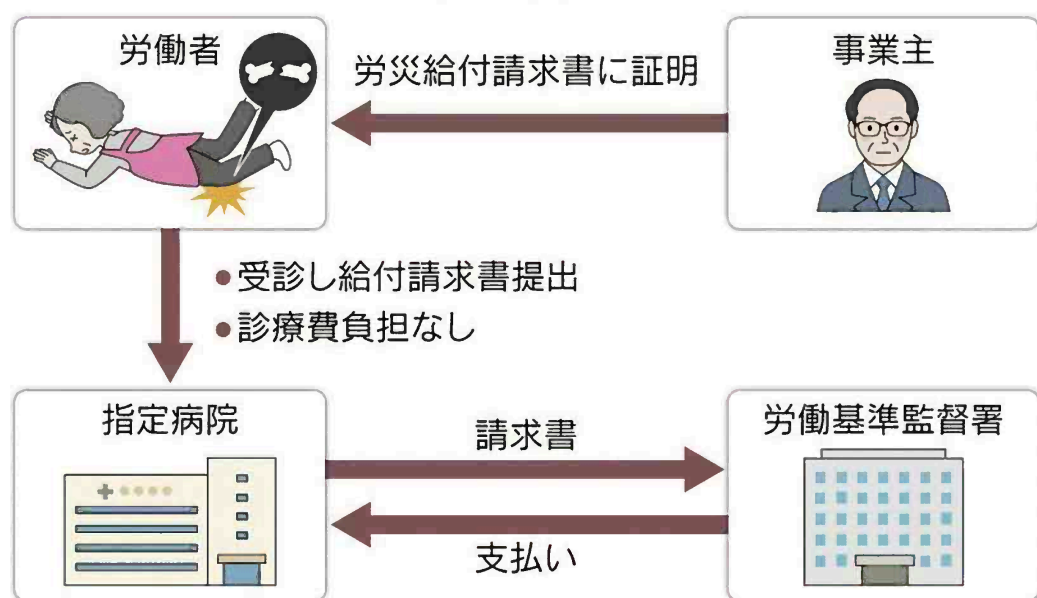 労働者
労災給付請求書に証明
事業主
●受診し給付請求書提出
●診療費負担なし
指定病院
請求書
労働基準監督署
支払い